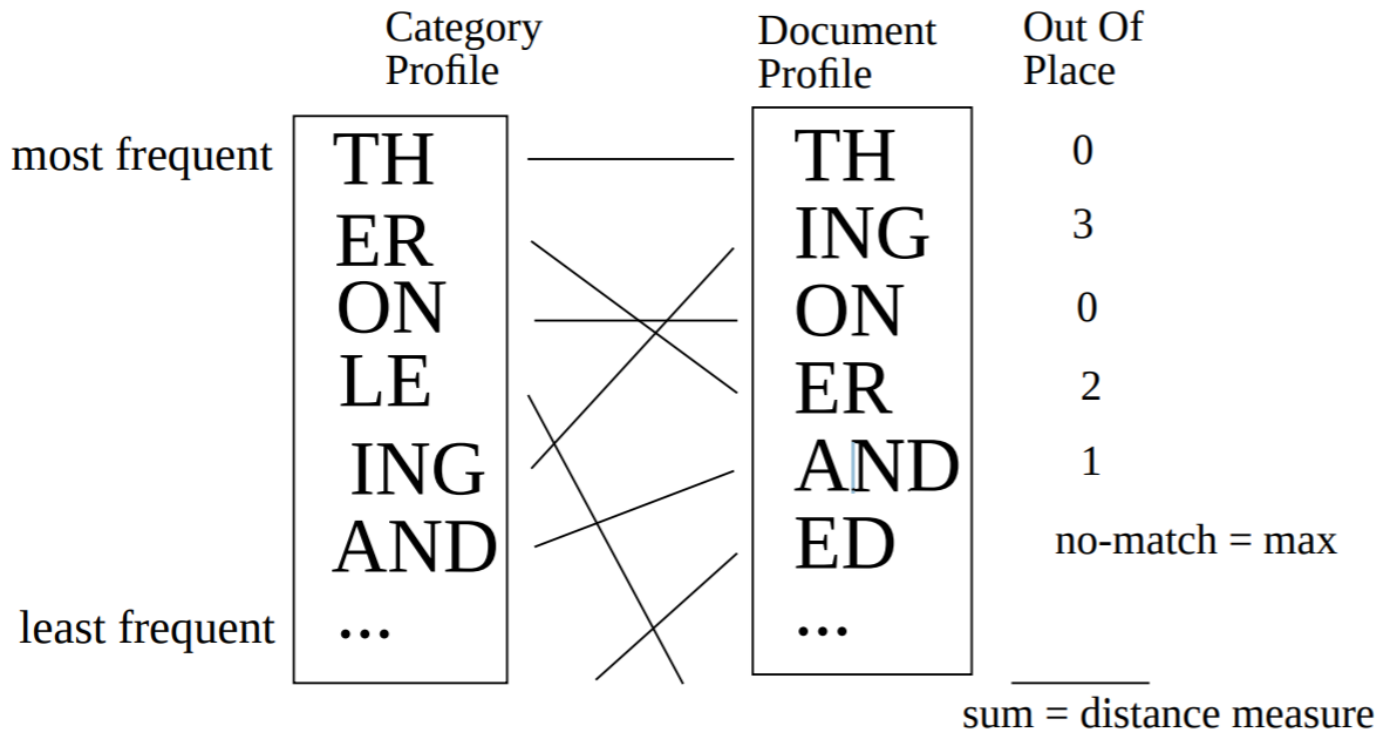 Category
Profile
Document
Profile
Out Of
Place
most frequent
TH
ER
ON
LE
ING
AND
...
least frequent
TH
ING
ON
ER
AND
ED
...
0
3
0
2
1
no-match = max
sum = distance measure